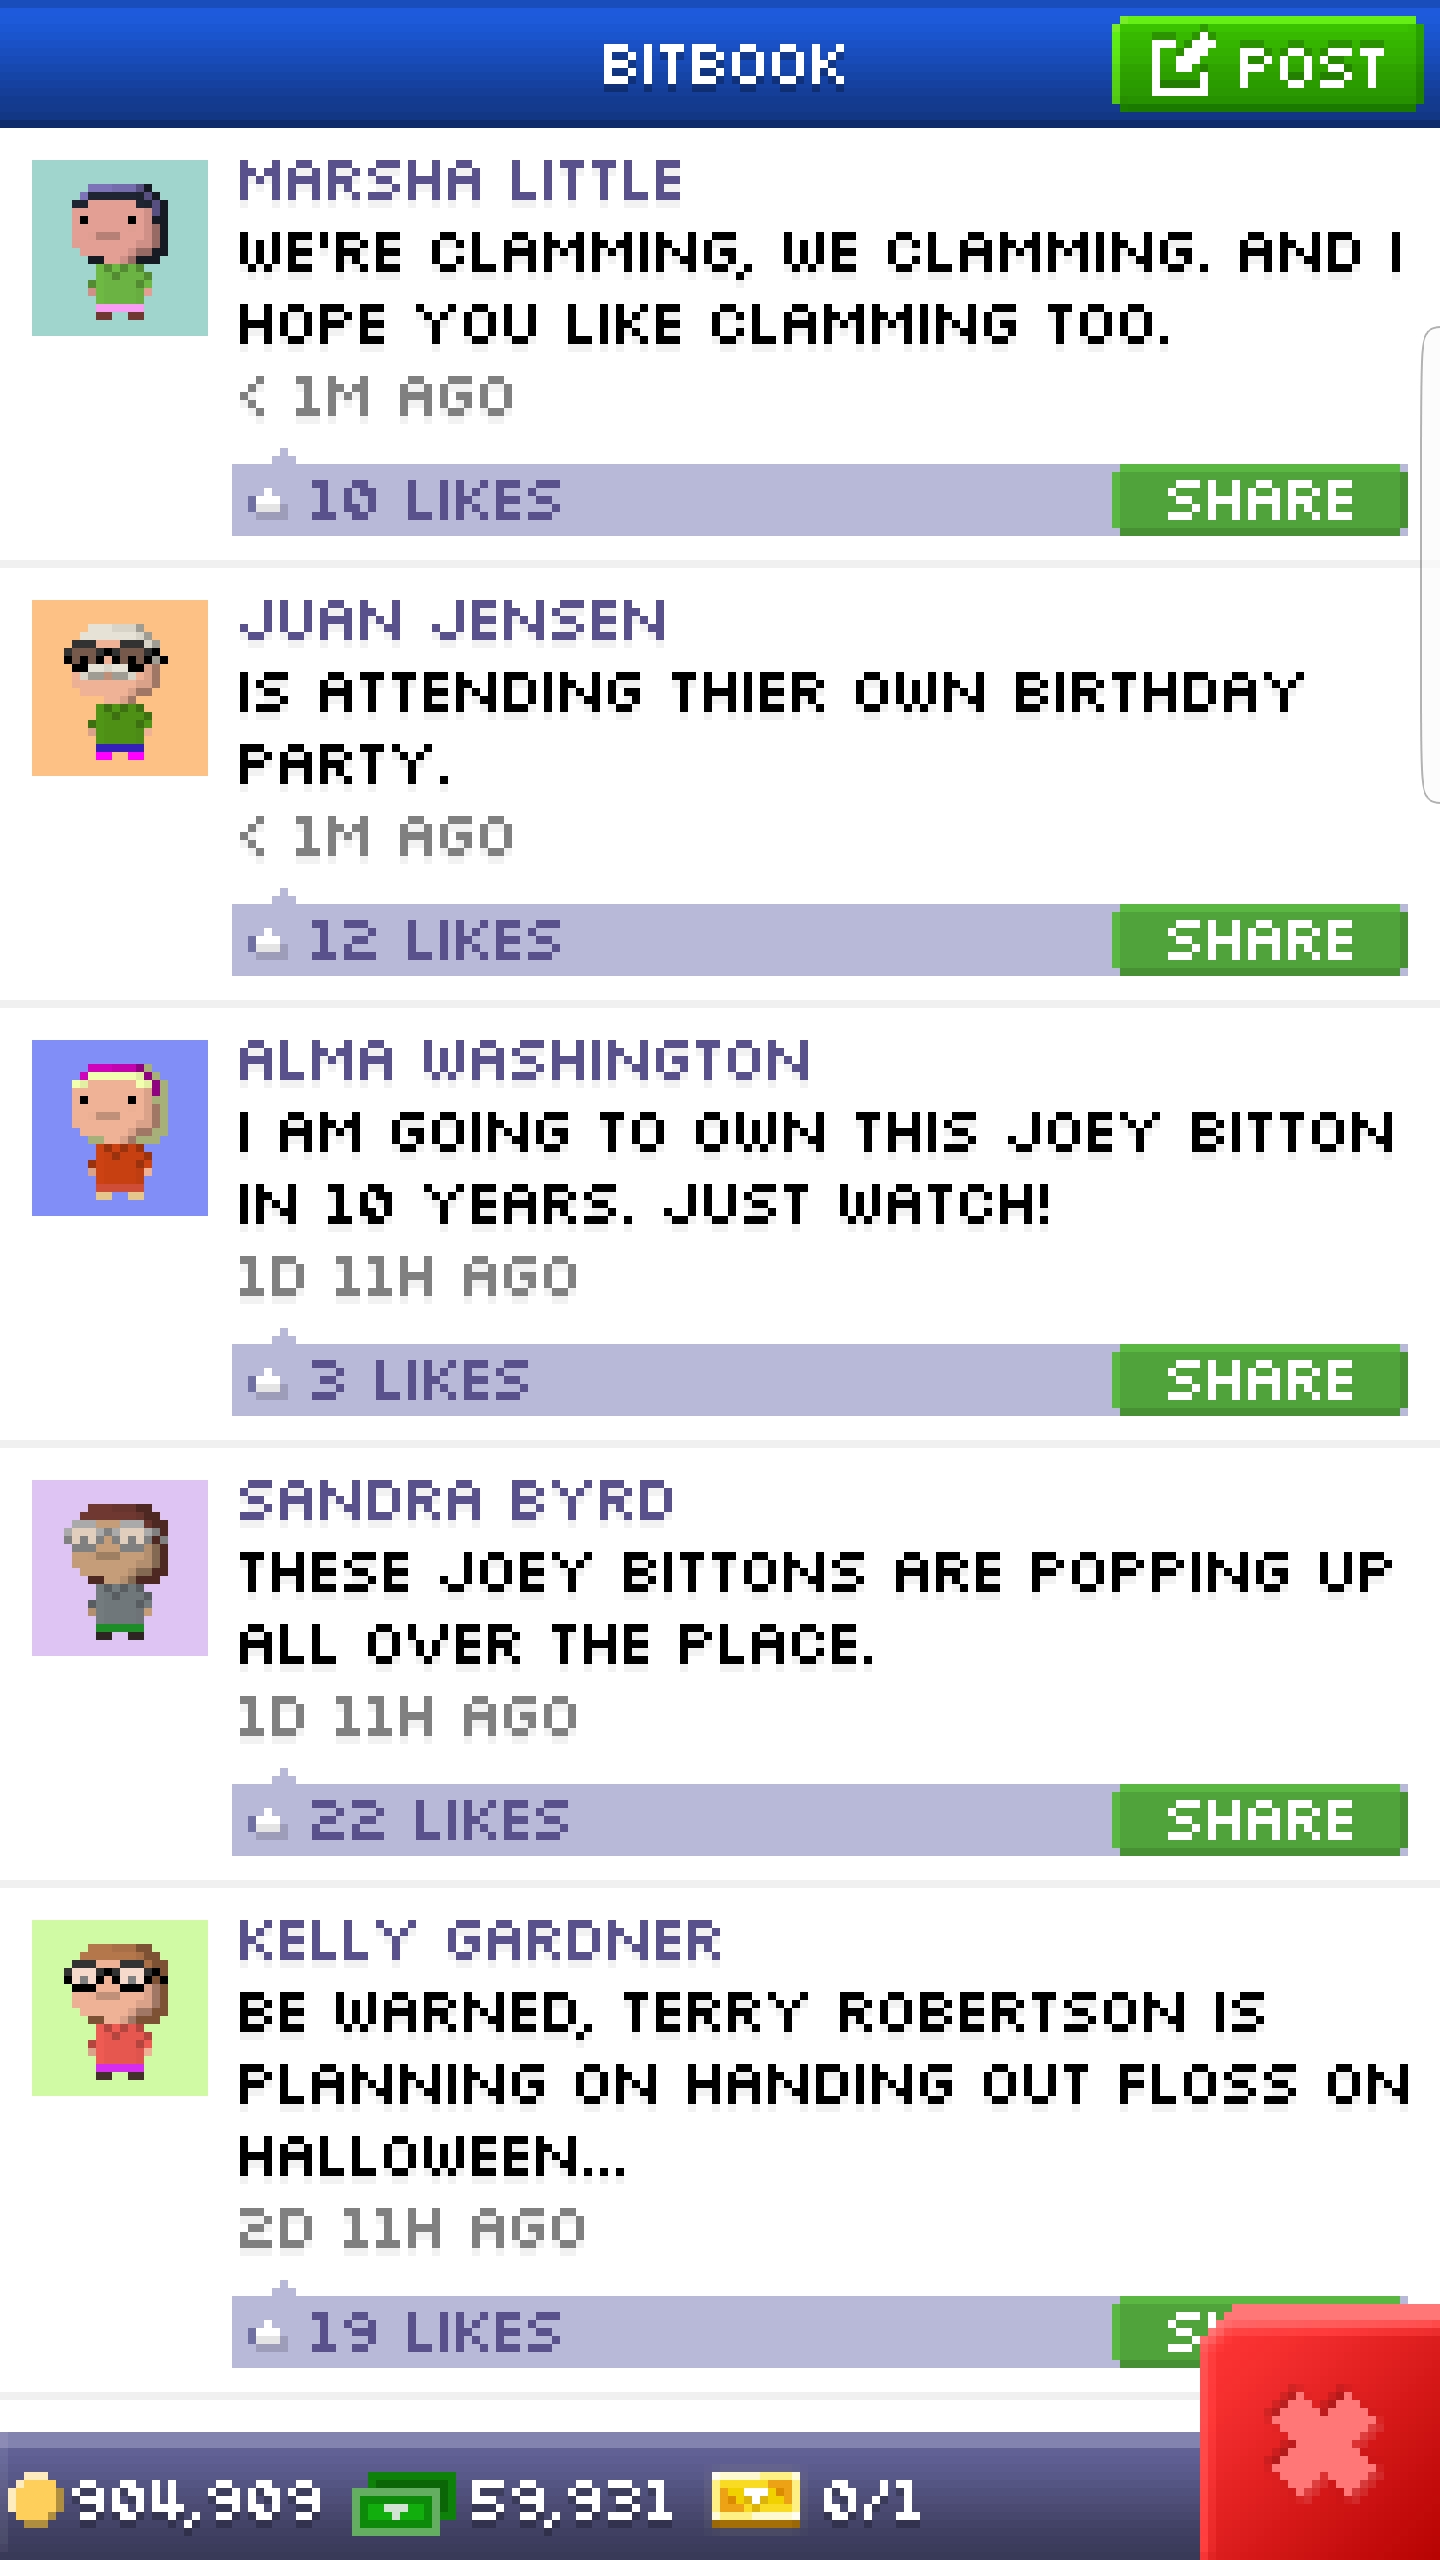 BITBOOK
POST
MARSHA LITTLE
WE'RE CLAMMING, WE CLAMMING. AND I
HOPE YOU LIKE CLAMMING TOO.
< 1M AGO
10 LIKES
SHARE
JUAN JENSEN
IS ATTENDING THIER OWN BIRTHDAY
PARTY.
< 1M AGO
12 LIKES
SHARE
ALMA WASHINGTON
I AM GOING TO OWN THIS JOEY BITTON
IN 10 YEARS. JUST WATCH!
1D 11H AGO
3 LIKES
SHARE
SANDRA BYRD
THESE JOEY BITTONS ARE POPPING UP
ALL OVER THE PLACE.
1D 11H AGO
22 LIKES
SHARE
KELLY GARDNER
BE WARNED, TERRY ROBERTSON IS
PLANNING ON HANDING OUT FLOSS ON
HALLOWEEN...
2D 11H AGO
19 LIKES
904,909
59,931
0/1